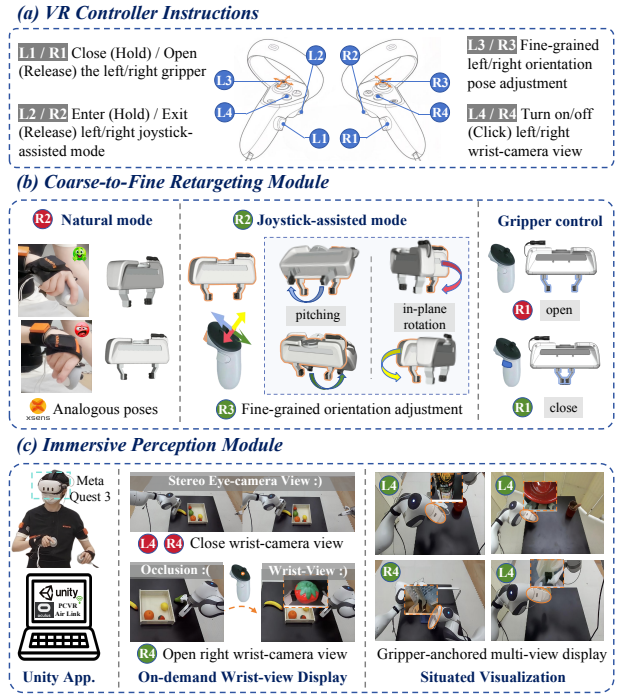 (a) VR Controller Instructions
L1 / R1 Close (Hold) / Open
(Release) the left/right gripper
L2 / R2 Enter (Hold) / Exit
(Release) left/right joystick-
assisted mode
L3
L4
L2
L1
R2
R1
R3
R4
L3 / R3 Fine-grained
left/right orientation
pose adjustment
L4 / R4 Turn on/off
(Click) left/right
wrist-camera view
(b) Coarse-to-Fine Retargeting Module
R2 Natural mode
xsens
Analogous poses
R2 Joystick-assisted mode
pitching
in-plane
rotation
R3 Fine-grained orientation adjustment
Gripper control
R1 open
R1 close
(c) Immersive Perception Module
Meta
Quest 3
unity
oculus
PCVR
Air Link
Unity App.
Stereo Eye-camera View :)
L4 R4 Close wrist-camera view
Occlusion :(
Wrist-View :)
R4 Open right wrist-camera view
On-demand Wrist-view Display
L4
L4
R4
L4
Gripper-anchored multi-view display
Situated Visualization